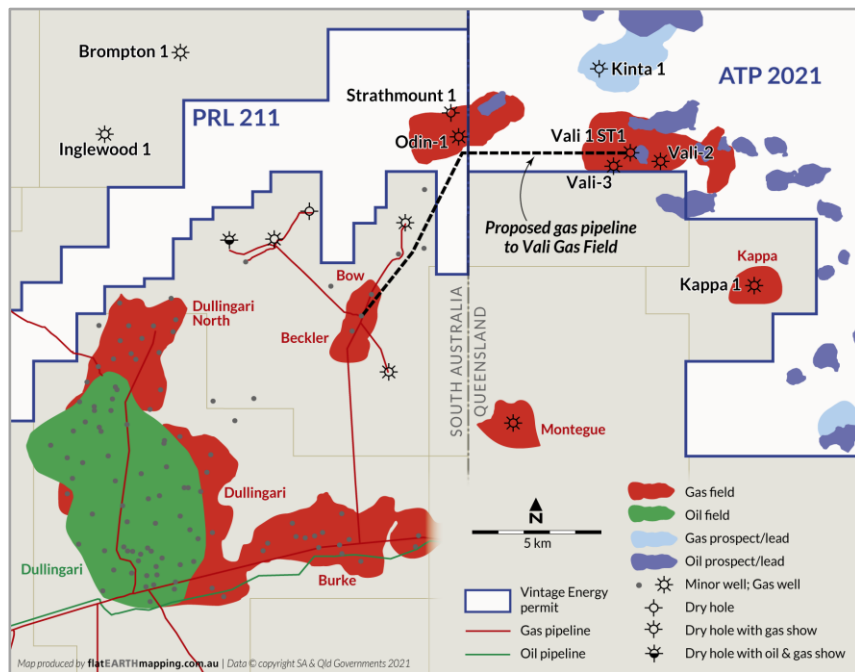 Brompton 1
Kinta 1
ATP 2021
Strathmount 1
PRL 211
Odin-1
Vali 1 ST1
Vali-2
Inglewood 1
Vali-3
Proposed gas pipeline
to Vali Gas Field
Bow
Kappa
Kappa 1
Dullingari
North
Beckler
SOUTH AUSTRALIA
QUEENSLAND
Montegue
Dullingari
Dullingari
Burke
N
5 km
Gas field
Oil field
Gas prospect/lead
Oil prospect/lead
Minor well; Gas well
Dry hole
Dry hole with gas show
Dry hole with oil & gas show
Vintage Energy
permit
Gas pipeline
Oil pipeline
Map produced by flatEARTHmapping.com.au | Data © copyright SA & Qld Governments 2021